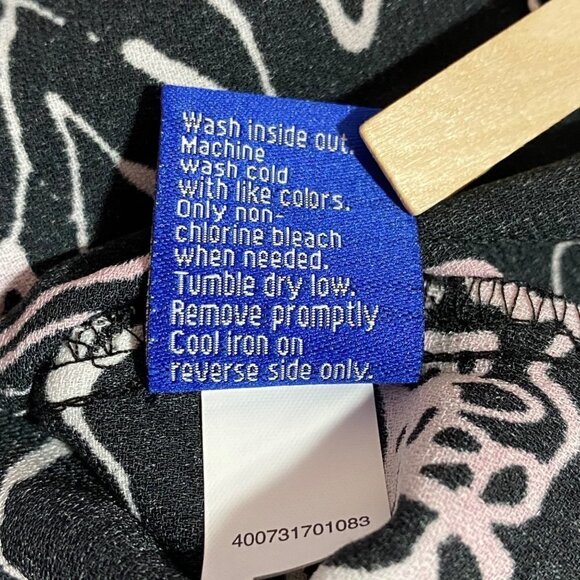 Wash inside out.
Machine
wash cold
with like colors.
Only non-
chlorine bleach
when needed.
Tumble dry low.
Remove promptly
Cool iron on
reverse side only.
400731701083